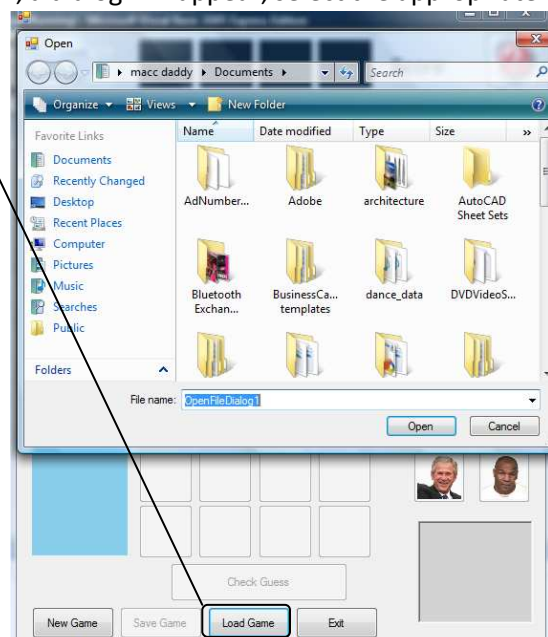 Open
macc daddy ▸ Documents ▸
Search
Organize Views New Folder
Favorite Links
Name Date modified Type Size »
Documents
Recently Changed
Desktop
Recent Places
Computer
Pictures
Music
Searches
Public
Folders
AdNumber... Adobe architecture AutoCAD
Sheet Sets
Bluetooth BusinessCa... dance_data DVDVideoS...
Exchan... templates
File name: OpenFileDialog1
Open Cancel
Check Guess
New Game Save Game Load Game Exit